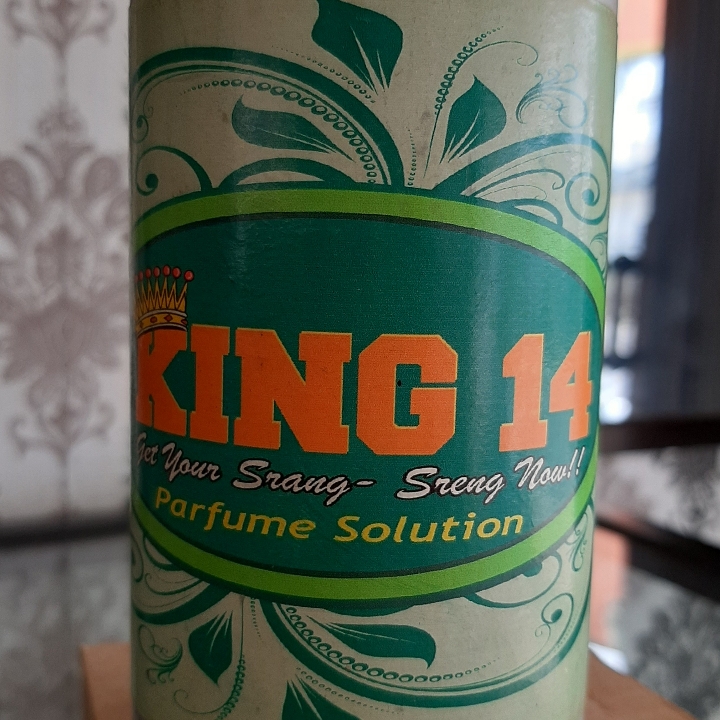 KING 14
Get Your Srang- Sreng Now!!
Parfume Solution